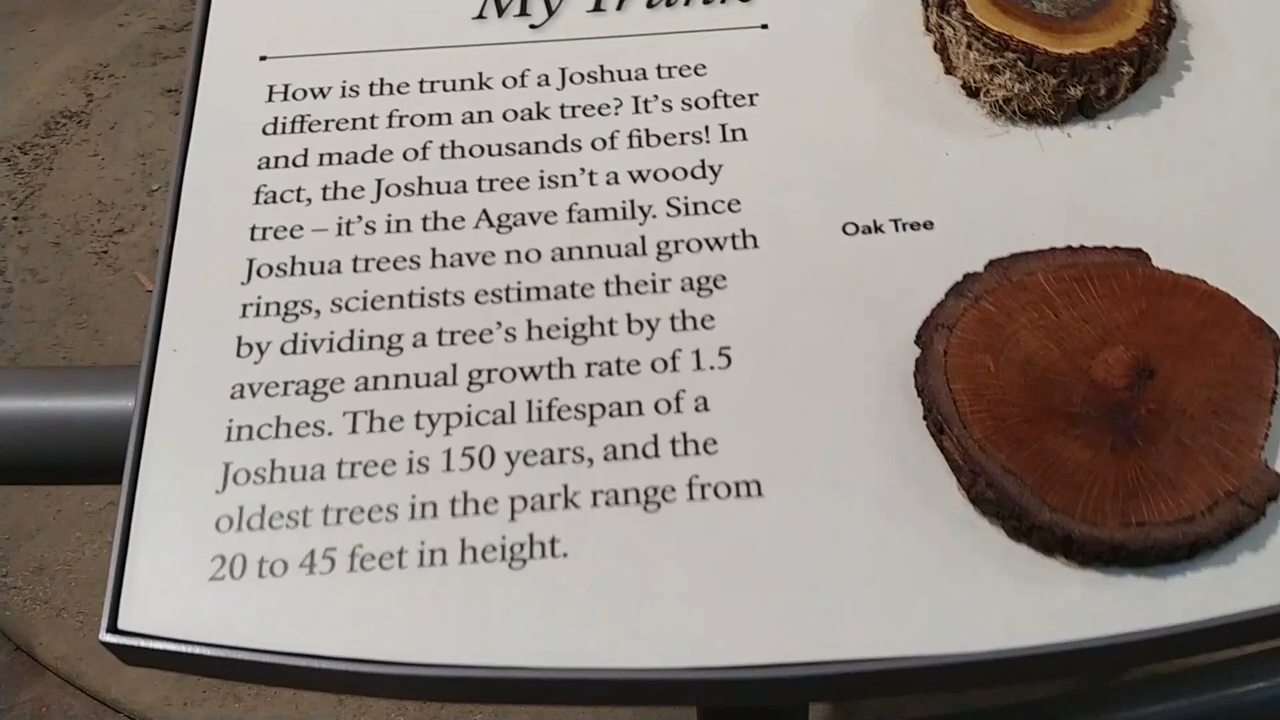 My Trunk
How is the trunk of a Joshua tree
different from an oak tree? It's softer
and made of thousands of fibers! In
fact, the Joshua tree isn't a woody
tree – it's in the Agave family. Since
Joshua trees have no annual growth
rings, scientists estimate their age
by dividing a tree's height by the
average annual growth rate of 1.5
inches. The typical lifespan of a
Joshua tree is 150 years, and the
oldest trees in the park range from
20 to 45 feet in height.
Oak Tree